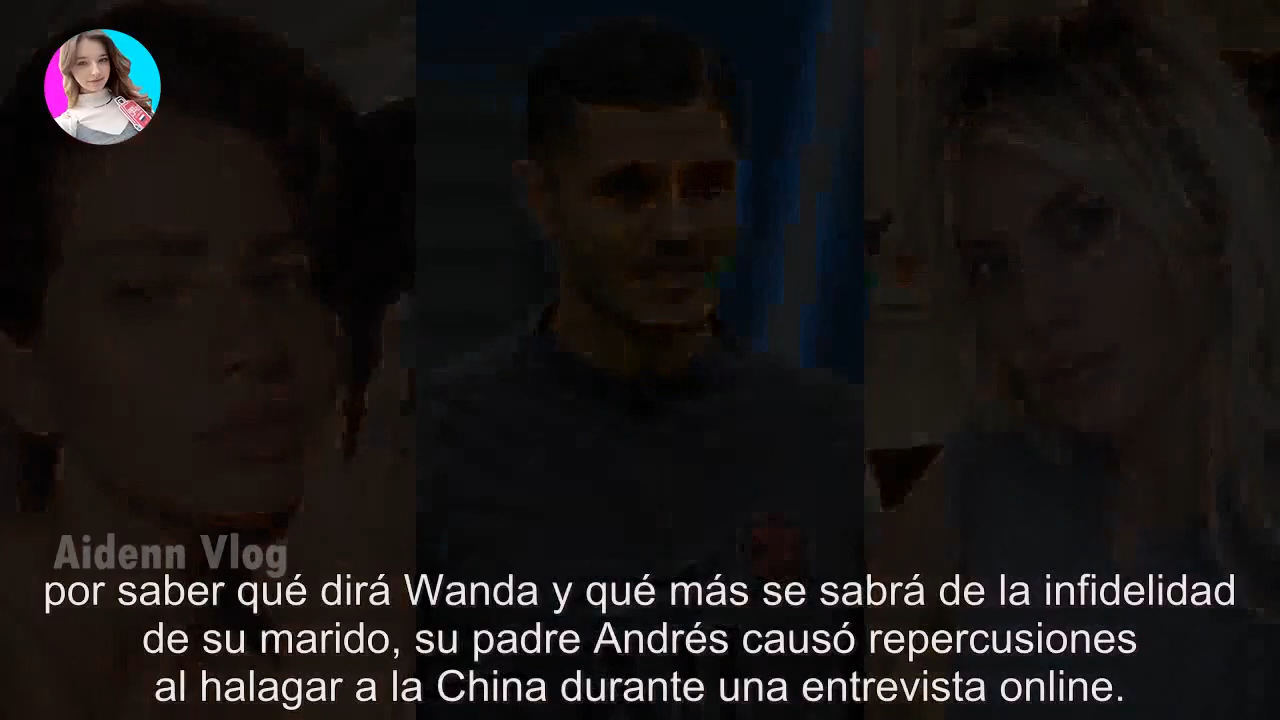 Aidenn Vlog
por saber qué dirá Wanda y qué más se sabrá de la infidelidad
de su marido, su padre Andrés causó repercusiones
al halagar a la China durante una entrevista online.